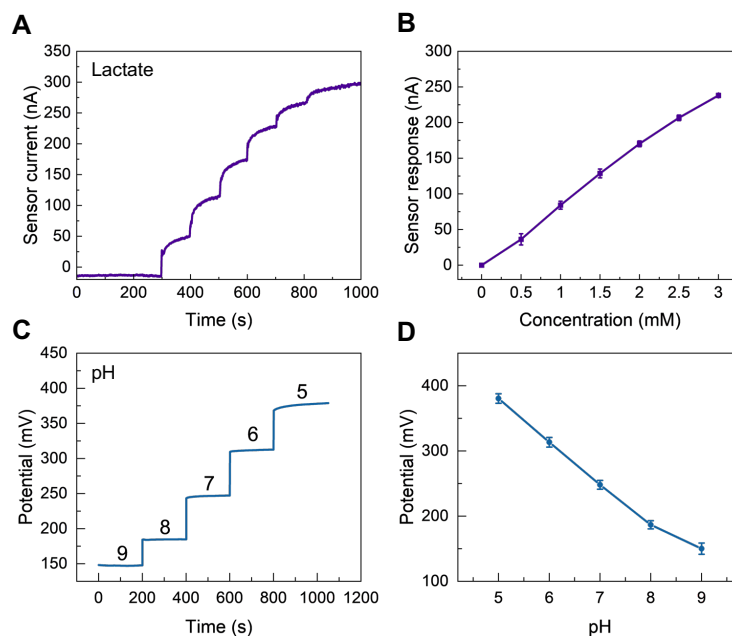 A
Lactate
Sensor current (nA)
350
300
250
200
150
100
50
0
0 200 400 600 800 1000
Time (s)
B
Sensor response (nA)
300
250
200
150
100
50
0
0 0.5 1 1.5 2 2.5 3
Concentration (mM)
C
pH
Potential (mV)
450
400
350
300
250
200
150
9
8
7
6
5
0 200 400 600 800 1000 1200
Time (s)
D
Potential (mV)
400
300
200
100
5 6 7 8 9
pH